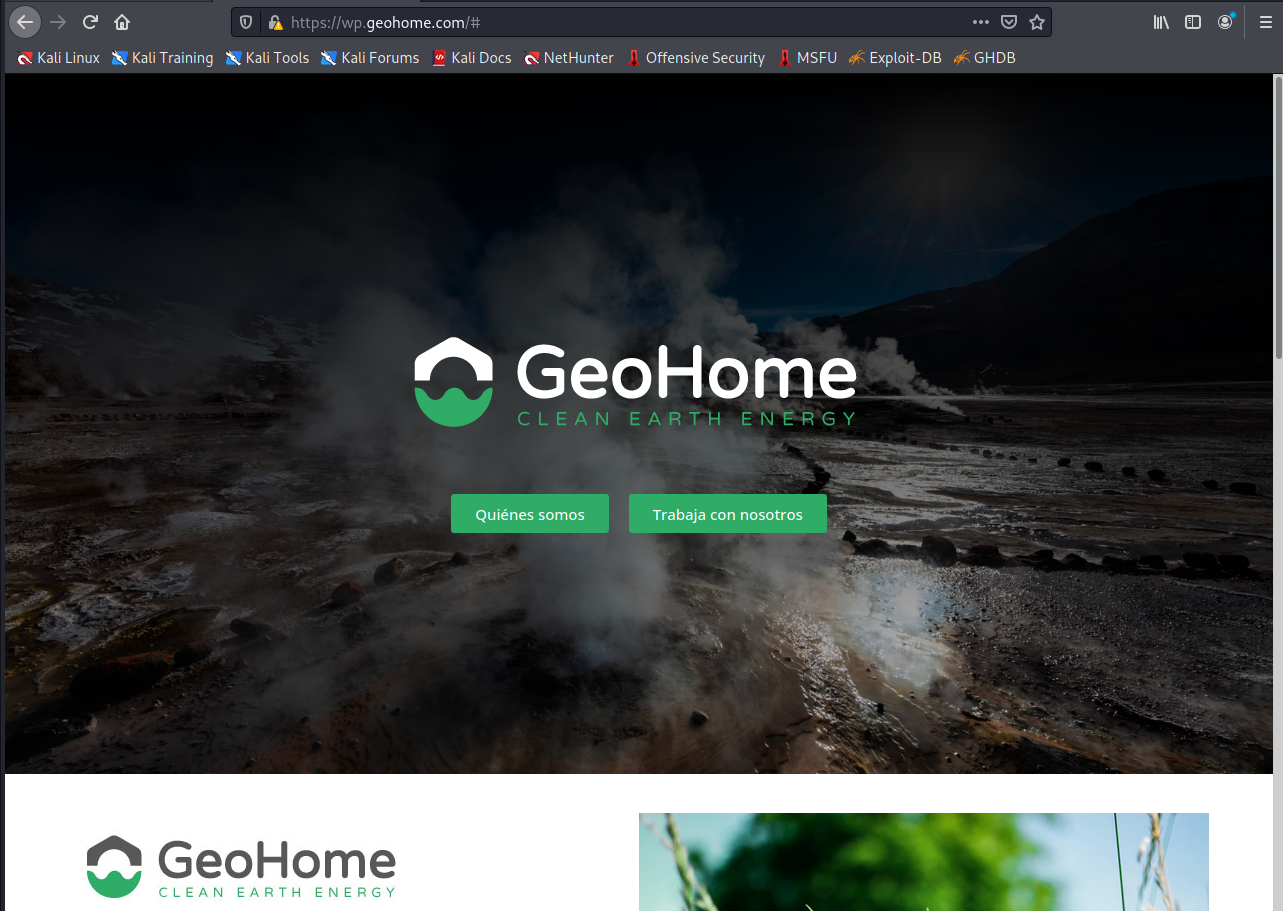 https://wp.geohome.com/#
Kali Linux Kali Training Kali Tools Kali Forums Kali Docs NetHunter Offensive Security MSFU Exploit-DB GHDB
GeoHome
CLEAN EARTH ENERGY
Quiénes somos Trabaja con nosotros
GeoHome
CLEAN EARTH ENERGY